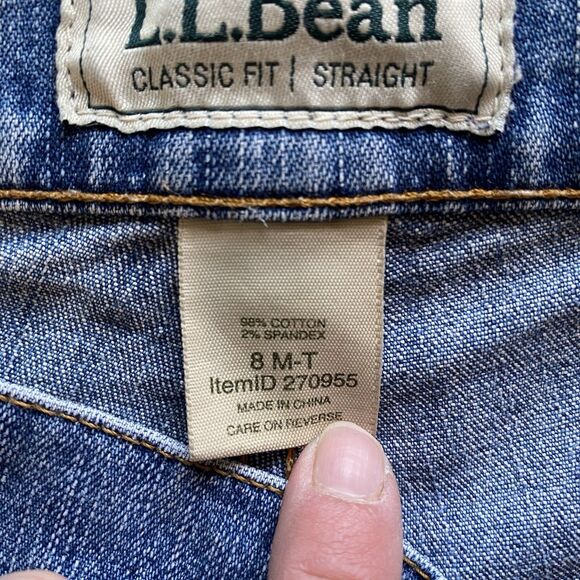 L.L.Bean
CLASSIC FIT | STRAIGHT
98% COTTON
2% SPANDEX
8 M-T
ItemID 270955
MADE IN CHINA
CARE ON REVERSE